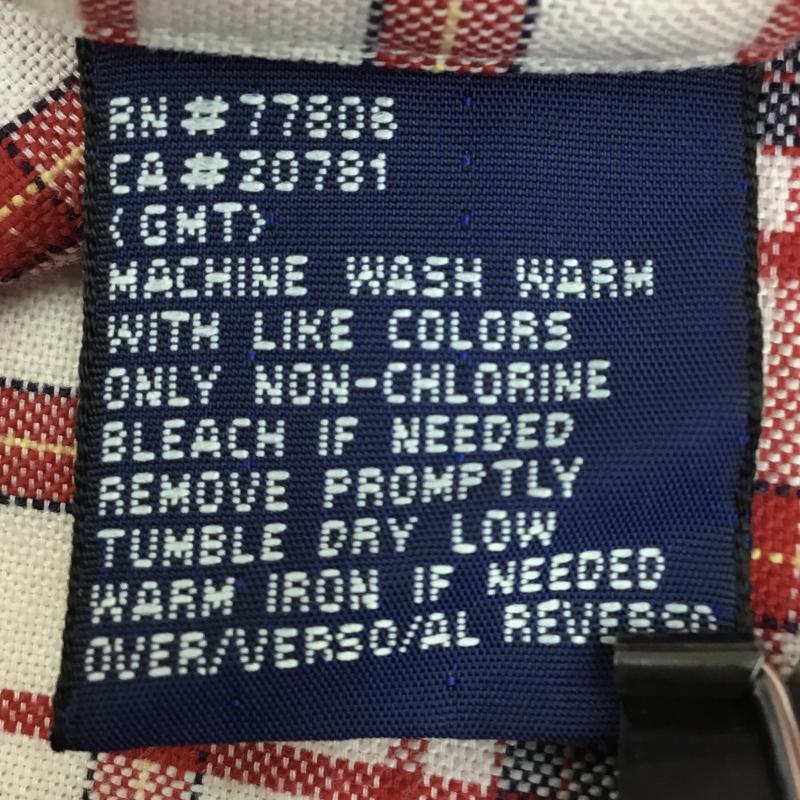 RN #77806
CA #20781
(GMT)
MACHINE WASH WARM
WITH LIKE COLORS
ONLY NON-CHLORINE
BLEACH IF NEEDED
REMOVE PROMPTLY
TUMBLE DRY LOW
WARM IRON IF NEEDED
OVER/VERSO/AL REVERSO